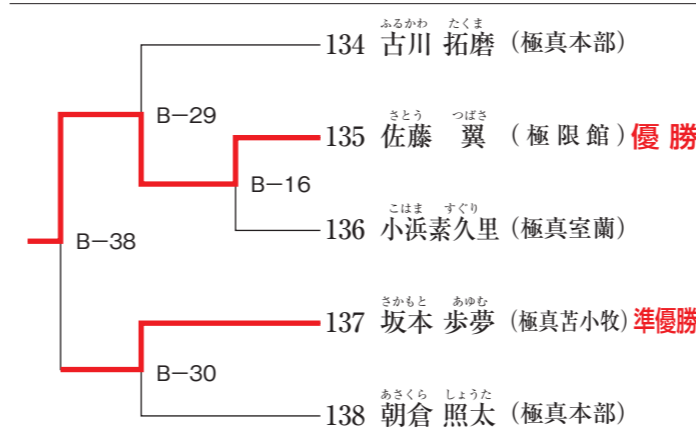 ふるかわ たくま
134 古川 拓磨 (極真本部)
B-29
さとう つばさ
135 佐藤 翼 (極限館) 優勝
B-16
こはま すぐり
136 小浜素久里 (極真室蘭)
B-38
さかもと あゆむ
137 坂本 歩夢 (極真苫小牧) 準優勝
B-30
あさくら しょうた
138 朝倉 照太 (極真本部)